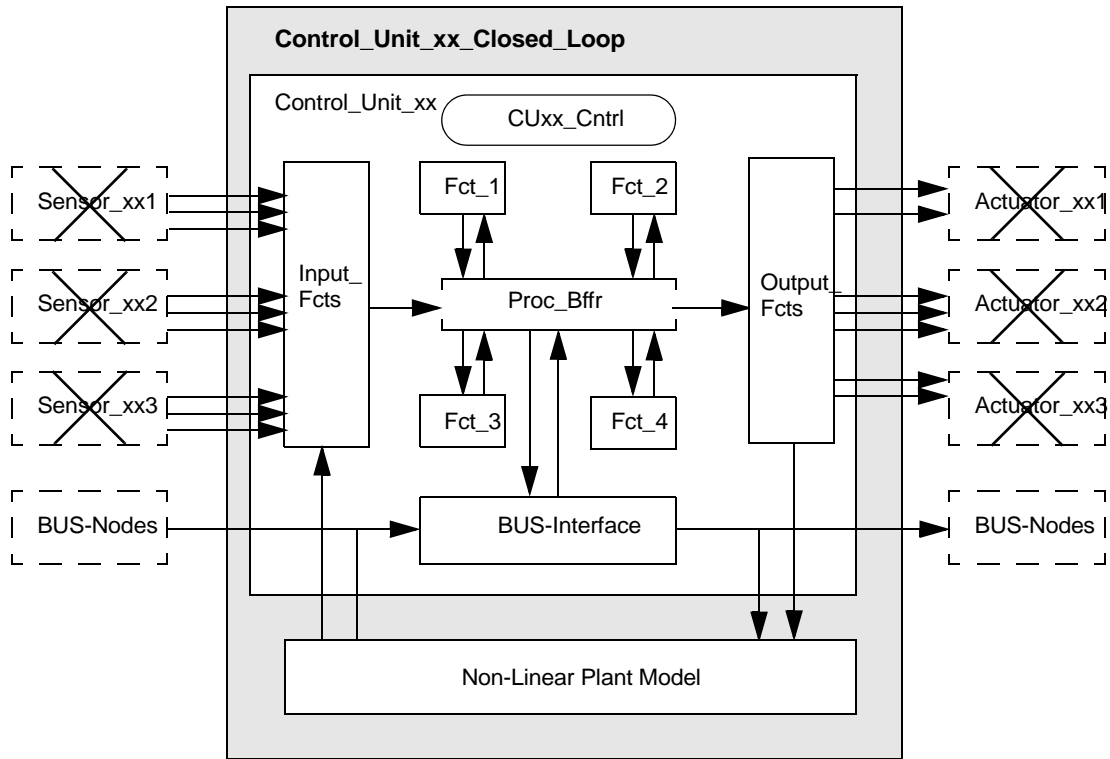 Control_Unit_xx_Closed_Loop
Control_Unit_xx
CUxx_Cntrl
Sensor_xx1
Fct_1
Fct_2
Actuator_xx1
Input_
Fcts
Sensor_xx2
Proc_Bffr
Output_
Fcts
Actuator_xx2
Sensor_xx3
Fct_3
Fct_4
Actuator_xx3
BUS-Nodes
BUS-Interface
BUS-Nodes
Non-Linear Plant Model